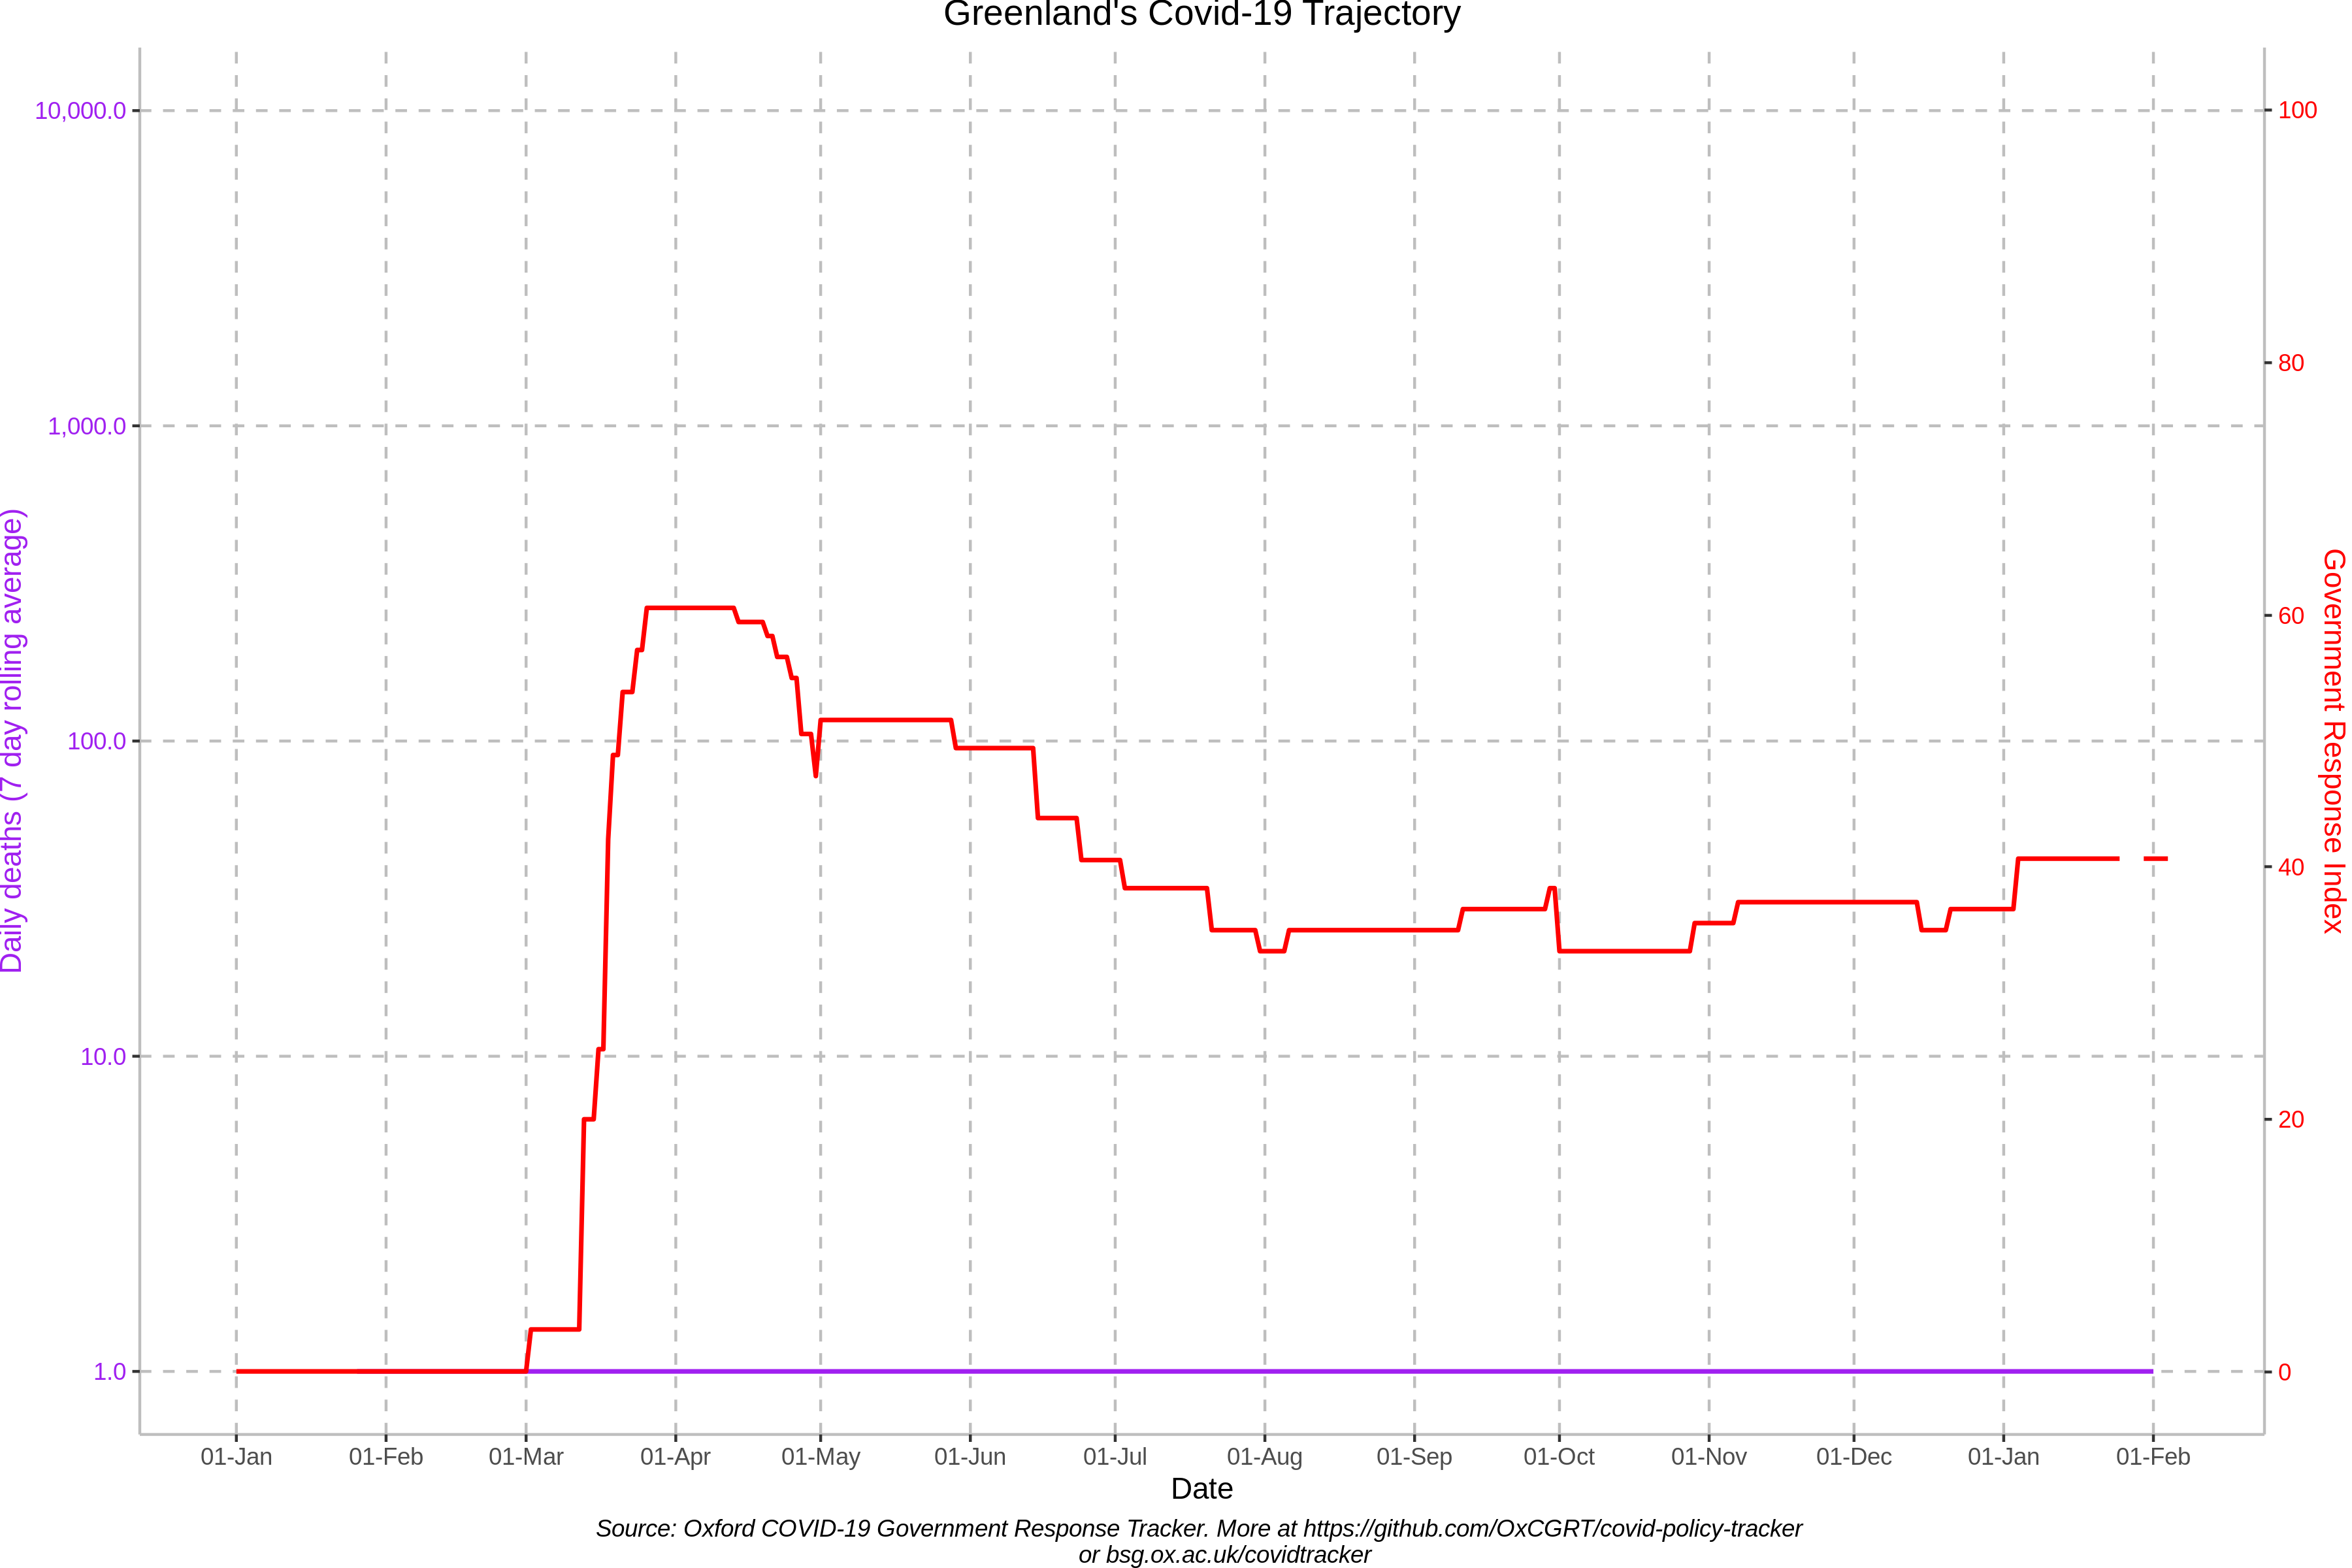 Greenland's Covid-19 Trajectory
10,000.0
1,000.0
100.0
10.0
1.0
Daily deaths (7 day rolling average)
100
80
60
40
20
0
Government Response Index
01-Jan 01-Feb 01-Mar 01-Apr 01-May 01-Jun 01-Jul 01-Aug 01-Sep 01-Oct 01-Nov 01-Dec 01-Jan 01-Feb
Date
Source: Oxford COVID-19 Government Response Tracker. More at https://github.com/OxCGRT/covid-policy-tracker
or bsg.ox.ac.uk/covidtracker